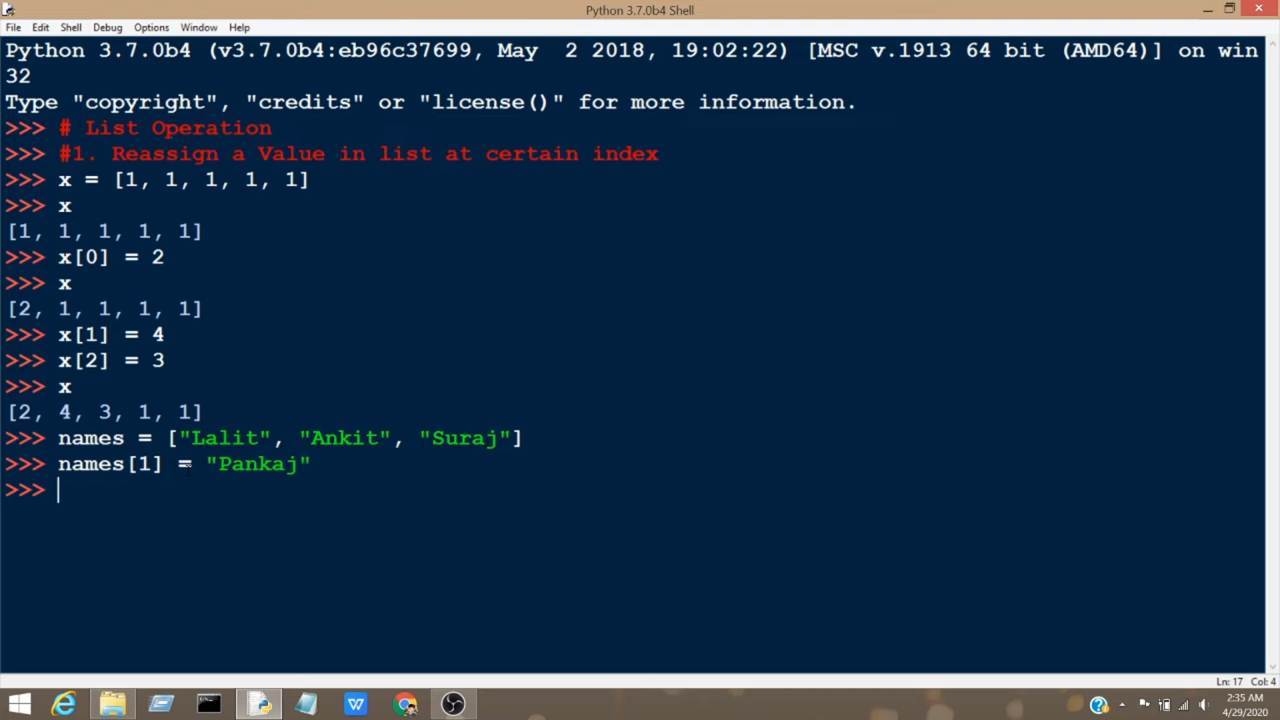 Python 3.7.0b4 Shell
File Edit Shell Debug Options Window Help
Python 3.7.0b4 (v3.7.0b4:eb96c37699, May  2 2018, 19:02:22) [MSC v.1913 64 bit (AMD64)] on win
32
Type "copyright", "credits" or "license()" for more information.
>>> # List Operation
>>> #1. Reassign a Value in list at certain index
>>> x = [1, 1, 1, 1, 1]
>>> x
[1, 1, 1, 1, 1]
>>> x[0] = 2
>>> x
[2, 1, 1, 1, 1]
>>> x[1] = 4
>>> x[2] = 3
>>> x
[2, 4, 3, 1, 1]
>>> names = ["Lalit", "Ankit", "Suraj"]
>>> names[1] = "Pankaj"
>>>
Ln: 17 Col: 4
2:35 AM
4/29/2020